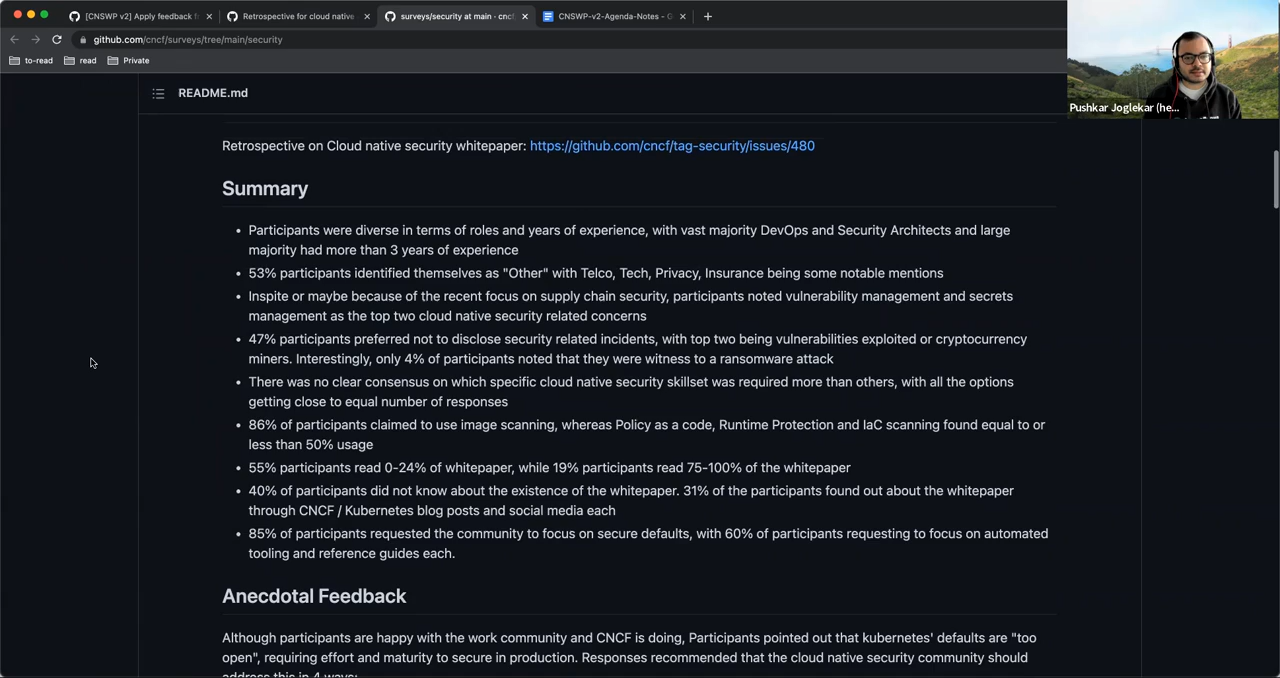 [CNSWP v2] Apply feedback f
Retrospective for cloud native
surveys/security at main · cncf
CNSWP-v2-Agenda-Notes - G
github.com/cncf/surveys/tree/main/security
to-read
read
Private
README.md
Pushkar Joglekar (he...
Retrospective on Cloud native security whitepaper: https://github.com/cncf/tag-security/issues/480
Summary
• Participants were diverse in terms of roles and years of experience, with vast majority DevOps and Security Architects and large
majority had more than 3 years of experience
• 53% participants identified themselves as "Other" with Telco, Tech, Privacy, Insurance being some notable mentions
• Inspite or maybe because of the recent focus on supply chain security, participants noted vulnerability management and secrets
management as the top two cloud native security related concerns
• 47% participants preferred not to disclose security related incidents, with top two being vulnerabilities exploited or cryptocurrency
miners. Interestingly, only 4% of participants noted that they were witness to a ransomware attack
• There was no clear consensus on which specific cloud native security skillset was required more than others, with all the options
getting close to equal number of responses
• 86% of participants claimed to use image scanning, whereas Policy as a code, Runtime Protection and IaC scanning found equal to or
less than 50% usage
• 55% participants read 0-24% of whitepaper, while 19% participants read 75-100% of the whitepaper
• 40% of participants did not know about the existence of the whitepaper. 31% of the participants found out about the whitepaper
through CNCF / Kubernetes blog posts and social media each
• 85% of participants requested the community to focus on secure defaults, with 60% of participants requesting to focus on automated
tooling and reference guides each.
Anecdotal Feedback
Although participants are happy with the work community and CNCF is doing, Participants pointed out that kubernetes' defaults are "too
open", requiring effort and maturity to secure in production. Responses recommended that the cloud native security community should
address this in 4 ways: